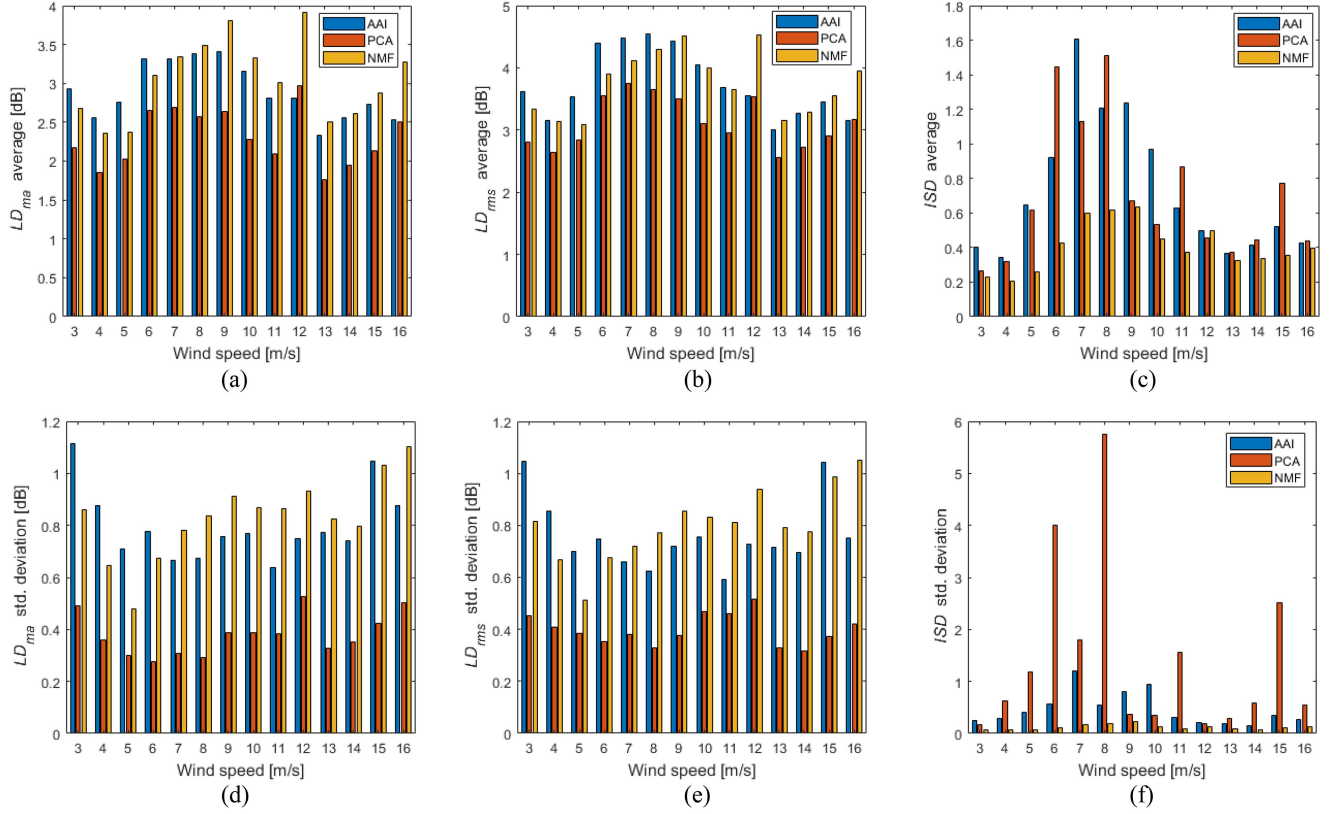 4
3.5
3
2.5
2
1.5
1
0.5
0
LD_ma average [dB]
AAI
PCA
NMF
3 4 5 6 7 8 9 10 11 12 13 14 15 16
Wind speed [m/s]
(a)
5
4
3
2
1
0
LD_rms average [dB]
AAI
PCA
NMF
3 4 5 6 7 8 9 10 11 12 13 14 15 16
Wind speed [m/s]
(b)
1.8
1.6
1.4
1.2
1
0.8
0.6
0.4
0.2
0
ISD average
AAI
PCA
NMF
3 4 5 6 7 8 9 10 11 12 13 14 15 16
Wind speed [m/s]
(c)
1.2
1
0.8
0.6
0.4
0.2
0
LD_ma std. deviation [dB]
3 4 5 6 7 8 9 10 11 12 13 14 15 16
Wind speed [m/s]
(d)
1.2
1
0.8
0.6
0.4
0.2
0
LD_rms std. deviation [dB]
3 4 5 6 7 8 9 10 11 12 13 14 15 16
Wind speed [m/s]
(e)
6
5
4
3
2
1
0
ISD std. deviation
AAI
PCA
NMF
3 4 5 6 7 8 9 10 11 12 13 14 15 16
Wind speed [m/s]
(f)